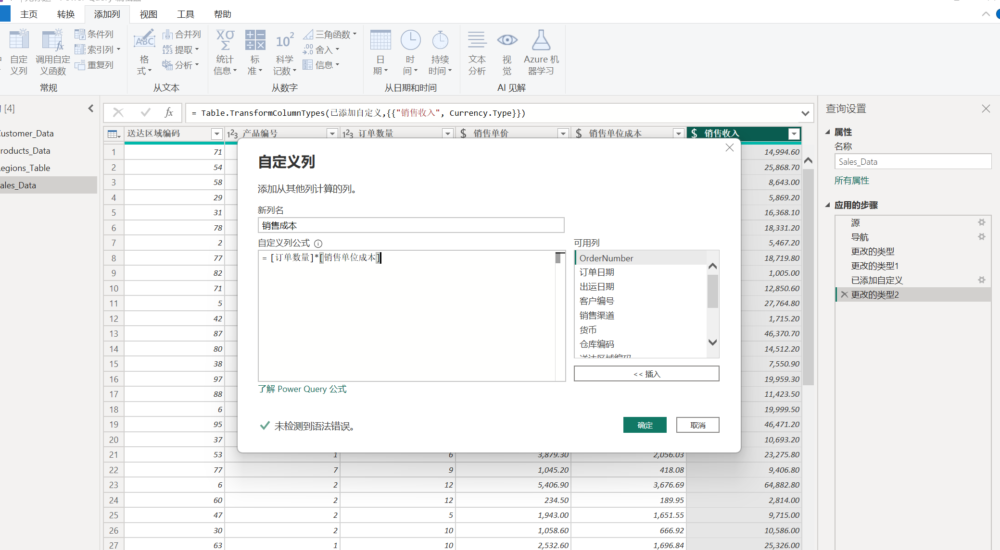 主页 转换 添加列 视图 工具 帮助
自定义列
调用自定义函数
条件列
索引列
重复列
常规
格式
合并列
提取
分析
从文本
统计信息
标准
科学记数
三角函数
舍入
信息
从数字
日期
时间
持续时间
从日期和时间
文本分析
视觉
Azure 机器学习
AI 见解
[4]
ustomer_Data
roducts_Data
egions_Table
ales_Data
fx
= Table.TransformColumnTypes(已添加自定义,{{"销售收入", Currency.Type}})
送达区域编码 1²3 产品编号 1²3 订单数量 $ 销售单价 $ 销售单位成本 $ 销售收入
1 71 14,994.60
2 54 25,868.70
3 58 8,643.00
4 29 5,869.20
5 31 16,368.10
6 78 18,331.20
7 2 5,467.20
8 77 18,719.80
9 82 1,005.00
10 71 12,850.60
11 5 27,764.80
12 42 1,715.20
13 87 46,370.70
14 80 14,512.20
15 38 7,550.90
16 97 19,959.30
17 88 11,423.50
18 6 19,999.50
19 95 46,471.20
20 37 10,693.20
21 53 1 6 3,879.30 2,056.03 23,275.80
22 77 7 9 1,045.20 418.08 9,406.80
23 6 2 12 5,406.90 3,676.69 64,882.80
24 60 2 12 234.50 189.95 2,814.00
25 47 2 5 1,943.00 1,651.55 9,715.00
26 30 2 10 1,058.60 666.92 10,586.00
27 63 1 10 2,532.60 1,696.84 25,326.00
自定义列
添加从其他列计算的列。
新列名
销售成本
自定义列公式
= [订单数量]*[销售单位成本]
可用列
OrderNumber
订单日期
出运日期
客户编号
销售渠道
货币
仓库编码
送达区域编码
<< 插入
了解 Power Query 公式
未检测到语法错误。
确定 取消
查询设置
属性
名称
Sales_Data
所有属性
应用的步骤
源
导航
更改的类型
更改的类型1
已添加自定义
更改的类型2